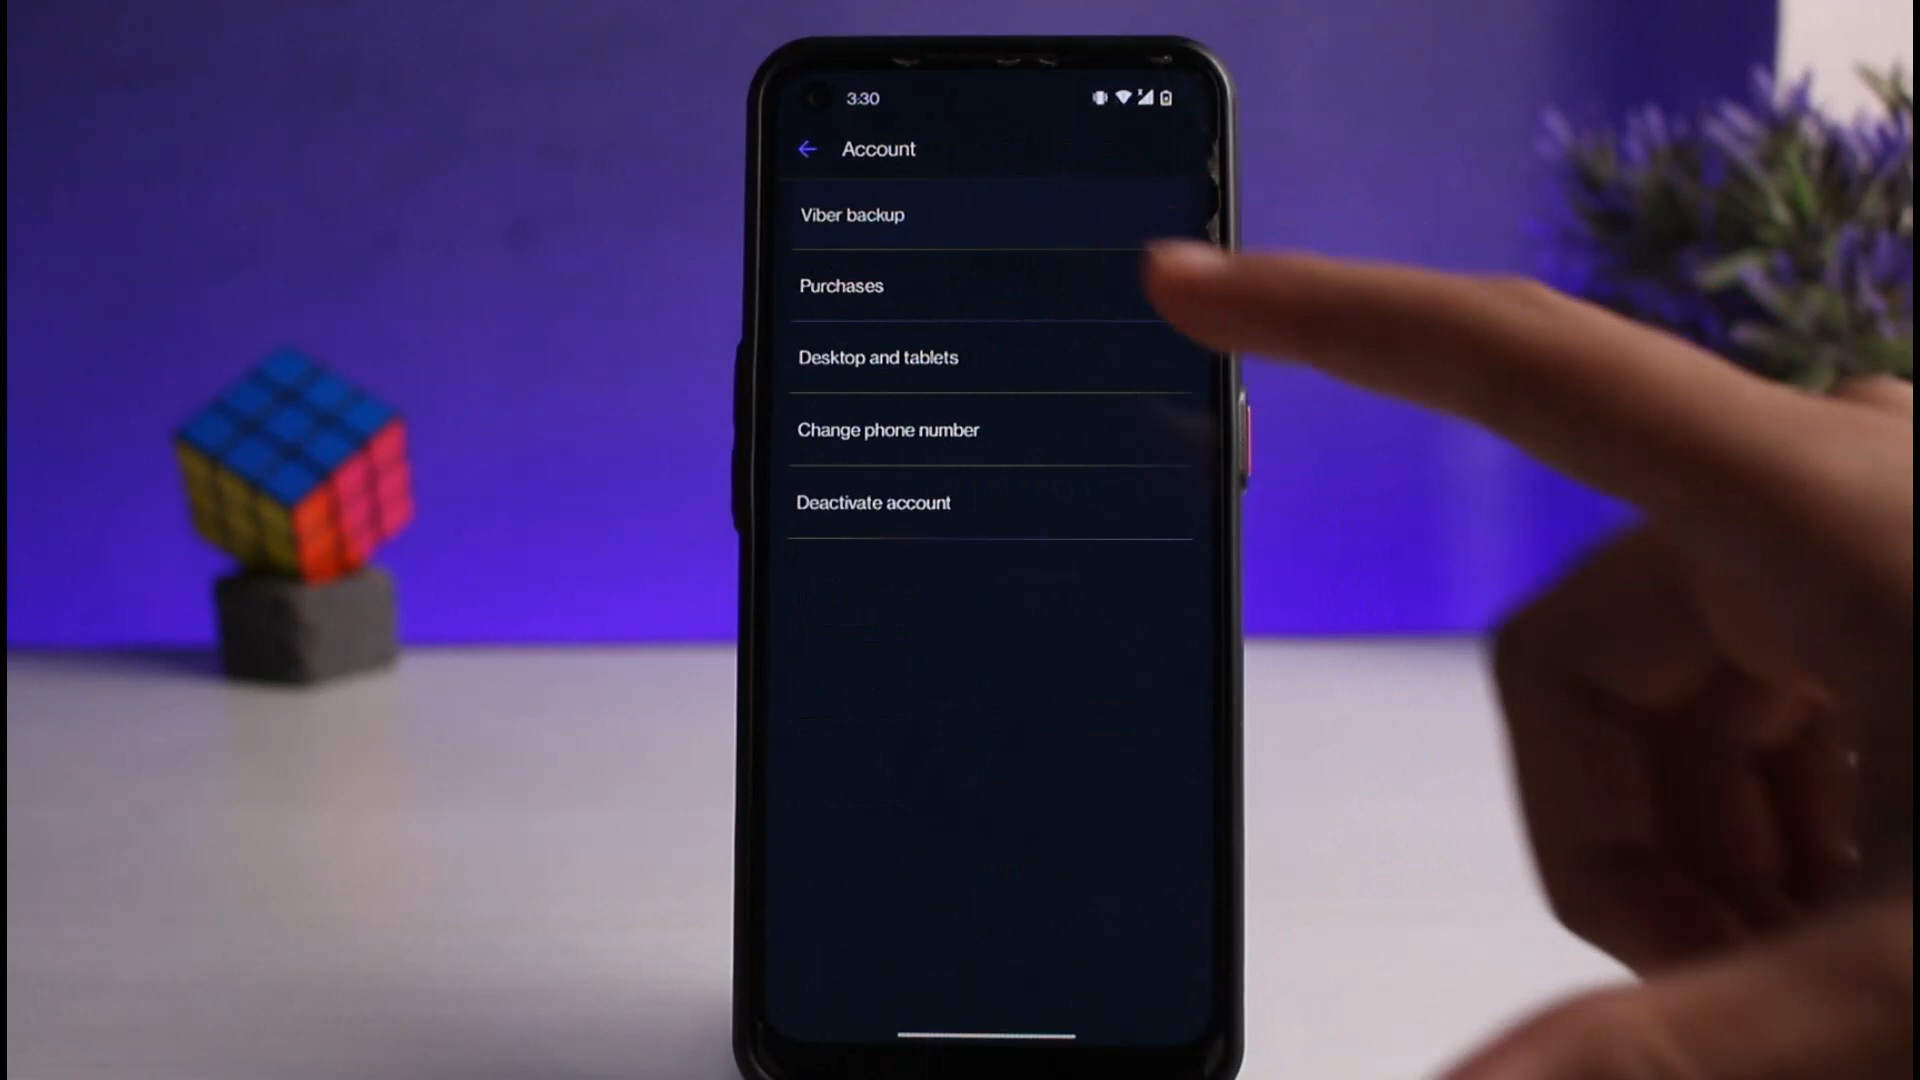 3:30
Account
Viber backup
Purchases
Desktop and tablets
Change phone number
Deactivate account